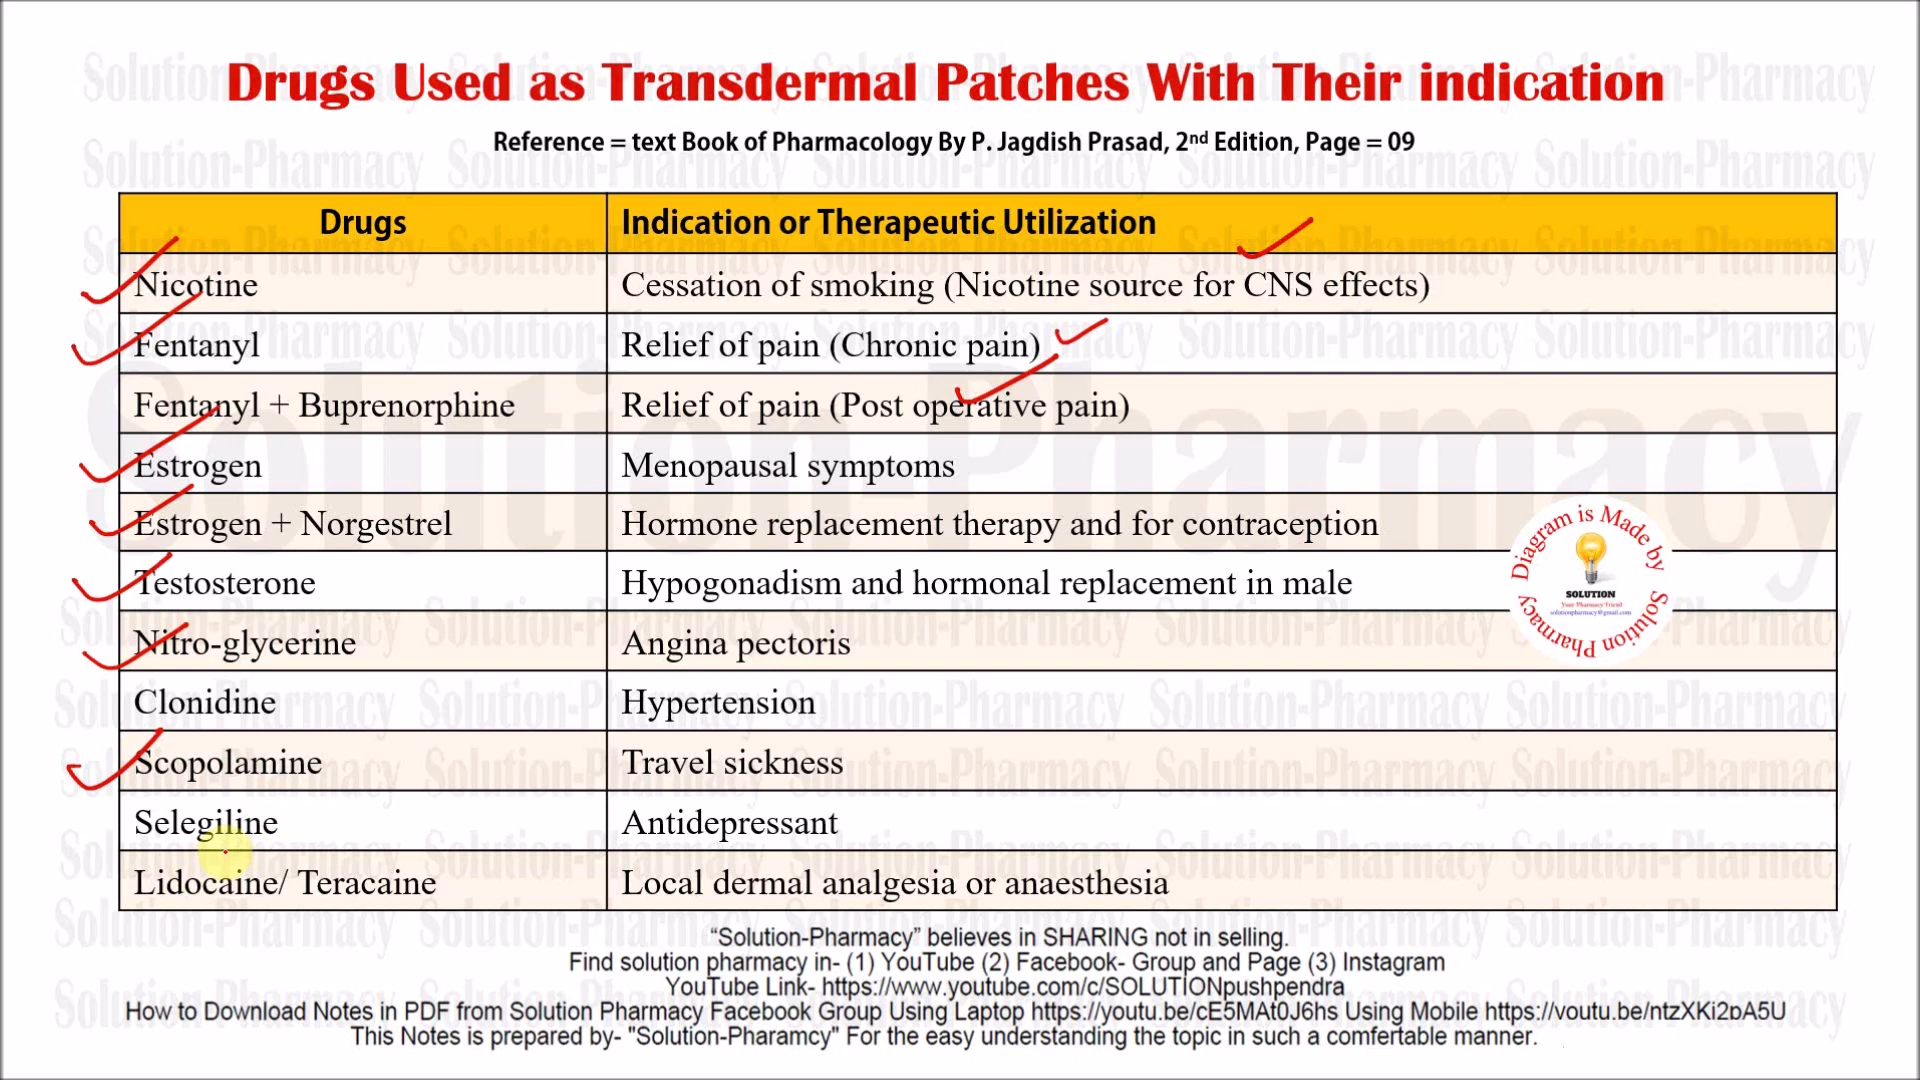 Drugs Used as Transdermal Patches With Their indication
Reference = text Book of Pharmacology By P. Jagdish Prasad, 2nd Edition, Page = 09
Drugs Indication or Therapeutic Utilization
Nicotine Cessation of smoking (Nicotine source for CNS effects)
Fentanyl Relief of pain (Chronic pain)
Fentanyl + Buprenorphine Relief of pain (Post operative pain)
Estrogen Menopausal symptoms
Estrogen + Norgestrel Hormone replacement therapy and for contraception
Testosterone Hypogonadism and hormonal replacement in male
Nitro-glycerine Angina pectoris
Clonidine Hypertension
Scopolamine Travel sickness
Selegiline Antidepressant
Lidocaine/ Teracaine Local dermal analgesia or anaesthesia
Diagram is Made by Solution Pharmacy
SOLUTION
Your Pharmacy Friend
solutionpharmacy@gmail.com
"Solution-Pharmacy" believes in SHARING not in selling.
Find solution pharmacy in- (1) YouTube (2) Facebook- Group and Page (3) Instagram
YouTube Link- https://www.youtube.com/c/SOLUTIONpushpendra
How to Download Notes in PDF from Solution Pharmacy Facebook Group Using Laptop https://youtu.be/cE5MAt0J6hs Using Mobile https://youtu.be/ntzXKi2pA5U
This Notes is prepared by- "Solution-Pharamcy" For the easy understanding the topic in such a comfertable manner.
Solution-Pharmacy